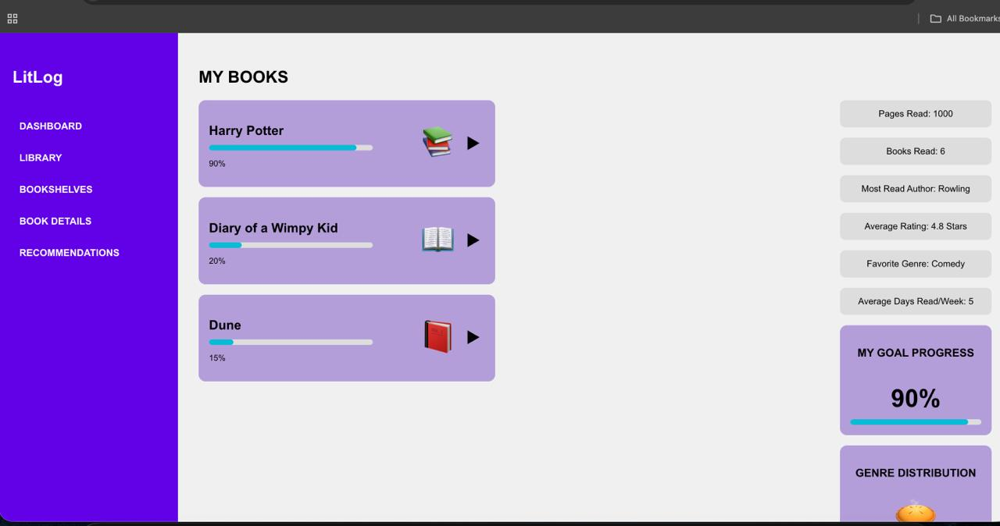 All Bookmarks
LitLog
DASHBOARD
LIBRARY
BOOKSHELVES
BOOK DETAILS
RECOMMENDATIONS
MY BOOKS
Harry Potter
90%
Diary of a Wimpy Kid
20%
Dune
15%
Pages Read: 1000
Books Read: 6
Most Read Author: Rowling
Average Rating: 4.8 Stars
Favorite Genre: Comedy
Average Days Read/Week: 5
MY GOAL PROGRESS
90%
GENRE DISTRIBUTION